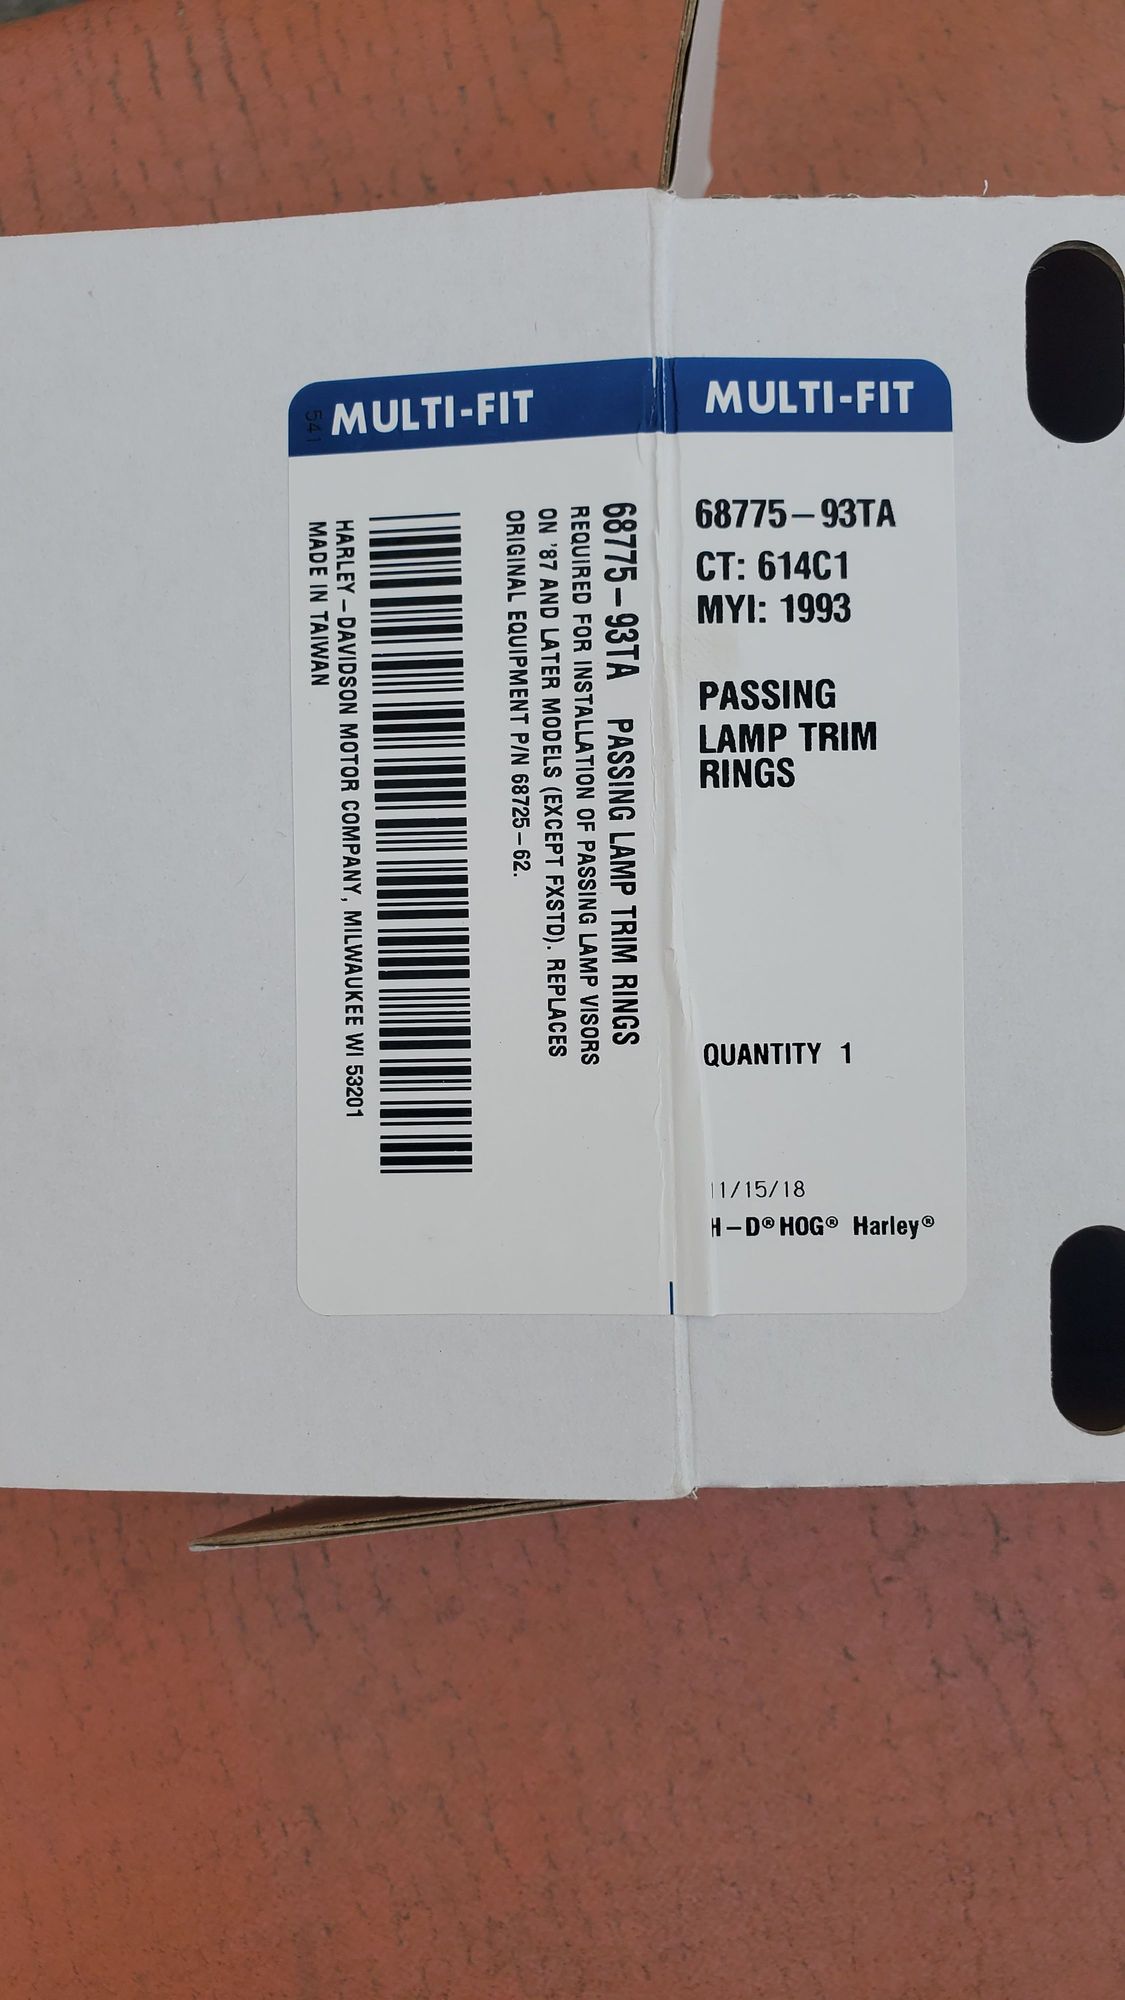 MULTI-FIT
68775-93TA
CT: 614C1
MYI: 1993
PASSING
LAMP TRIM
RINGS
QUANTITY 1
11/15/18
H-D® HOG® Harley®
541
MULTI-FIT
68775-93TA PASSING LAMP TRIM RINGS
REQUIRED FOR INSTALLATION OF PASSING LAMP VISORS
ON '87 AND LATER MODELS (EXCEPT FXSTD). REPLACES
ORIGINAL EQUIPMENT P/N 68725-62.
HARLEY-DAVIDSON MOTOR COMPANY, MILWAUKEE WI 53201
MADE IN TAIWAN